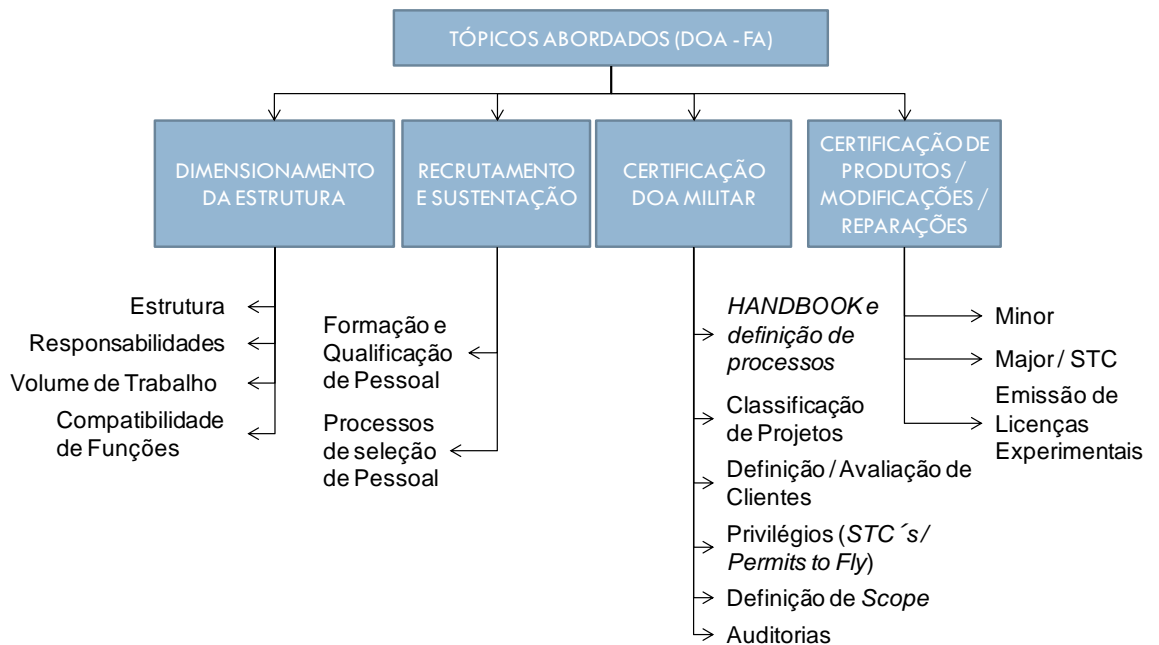 TÓPICOS ABORDADOS (DOA - FA)
DIMENSIONAMENTO
DA ESTRUTURA
RECRUTAMENTO
E SUSTENTAÇÃO
CERTIFICAÇÃO
DOA MILITAR
CERTIFICAÇÃO DE
PRODUTOS /
MODIFICAÇÕES /
REPARAÇÕES
Estrutura
Responsabilidades
Volume de Trabalho
Compatibilidade
de Funções
Formação e
Qualificação
de Pessoal
Processos
de seleção
de Pessoal
HANDBOOK e
definição de
processos
Classificação
de Projetos
Definição / Avaliação de
Clientes
Privilégios (STC´s /
Permits to Fly)
Definição de Scope
Auditorias
Minor
Major / STC
Emissão de
Licenças
Experimentais